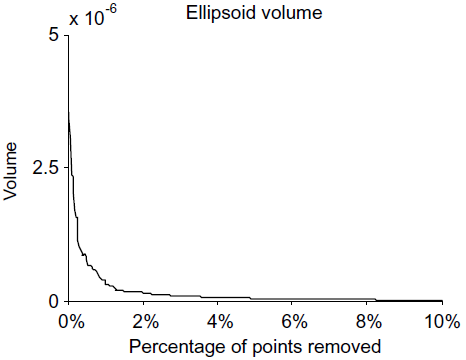 Ellipsoid volume
x 10-6
5
2.5
0
Volume
0% 2% 4% 6% 8% 10%
Percentage of points removed